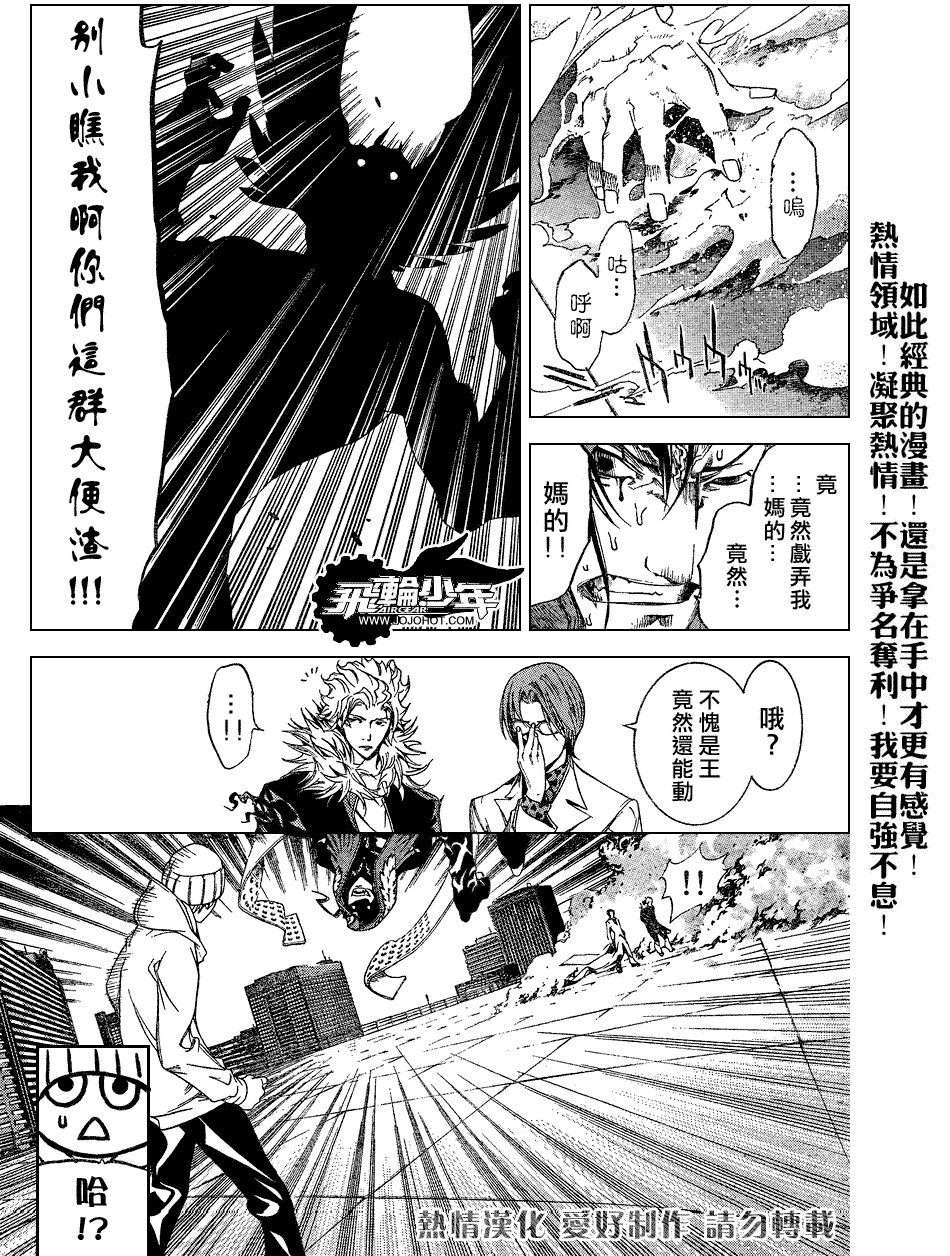 …嗚
咕…
呼啊
竟
…竟然戲弄我
…媽的…
竟然…
媽的!!
別小瞧我啊你們這群大便渣!!!
飛輪少年
AIR GEAR
WWW.JOJOHOT.COM
哦？
不愧是王
竟然還能動
…!!
!!
哈!?
熱情漢化 愛好制作 請勿轉載
如此經典的漫畫！還是拿在手中才更有感覺！
熱情領域！凝聚熱情！不為爭名奪利！我要自強不息！